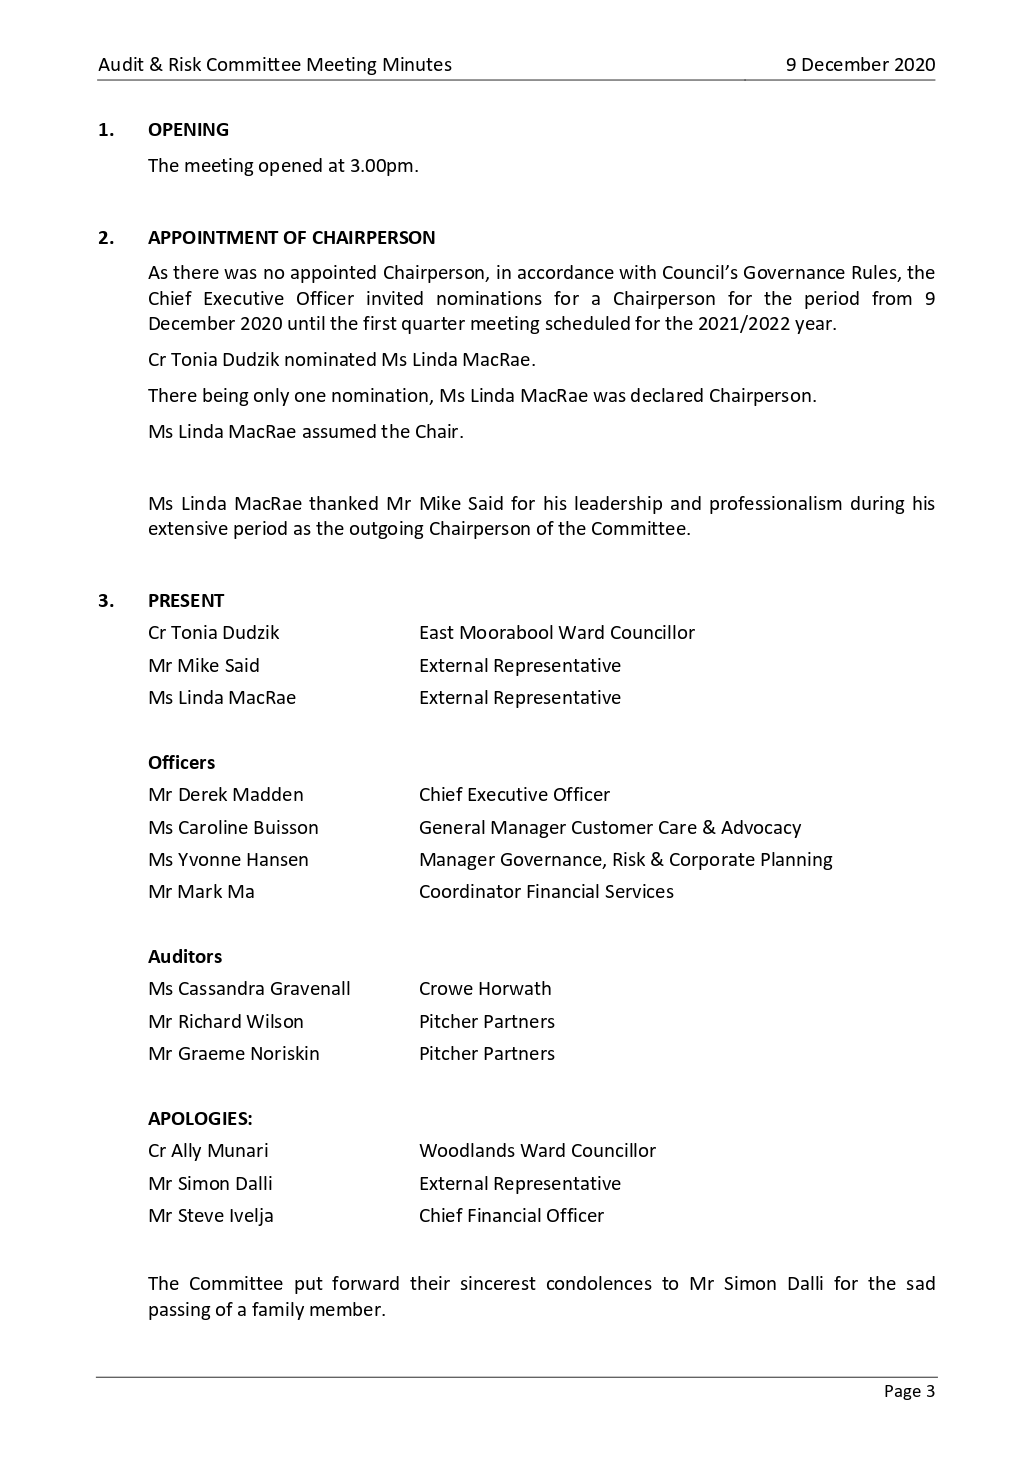 Audit & Risk Committee Meeting Minutes 9 December 2020
1. OPENING
The meeting opened at 3.00pm.
2. APPOINTMENT OF CHAIRPERSON
As there was no appointed Chairperson, in accordance with Council’s Governance Rules, the
Chief Executive Officer invited nominations for a Chairperson for the period from 9
December 2020 until the first quarter meeting scheduled for the 2021/2022 year.
Cr Tonia Dudzik nominated Ms Linda MacRae.
There being only one nomination, Ms Linda MacRae was declared Chairperson.
Ms Linda MacRae assumed the Chair.
Ms Linda MacRae thanked Mr Mike Said for his leadership and professionalism during his
extensive period as the outgoing Chairperson of the Committee.
3. PRESENT
Cr Tonia Dudzik East Moorabool Ward Councillor
Mr Mike Said External Representative
Ms Linda MacRae External Representative
Officers
Mr Derek Madden Chief Executive Officer
Ms Caroline Buisson General Manager Customer Care & Advocacy
Ms Yvonne Hansen Manager Governance, Risk & Corporate Planning
Mr Mark Ma Coordinator Financial Services
Auditors
Ms Cassandra Gravenall Crowe Horwath
Mr Richard Wilson Pitcher Partners
Mr Graeme Noriskin Pitcher Partners
APOLOGIES:
Cr Ally Munari Woodlands Ward Councillor
Mr Simon Dalli External Representative
Mr Steve Ivelja Chief Financial Officer
The Committee put forward their sincerest condolences to Mr Simon Dalli for the sad
passing of a family member.
Page 3